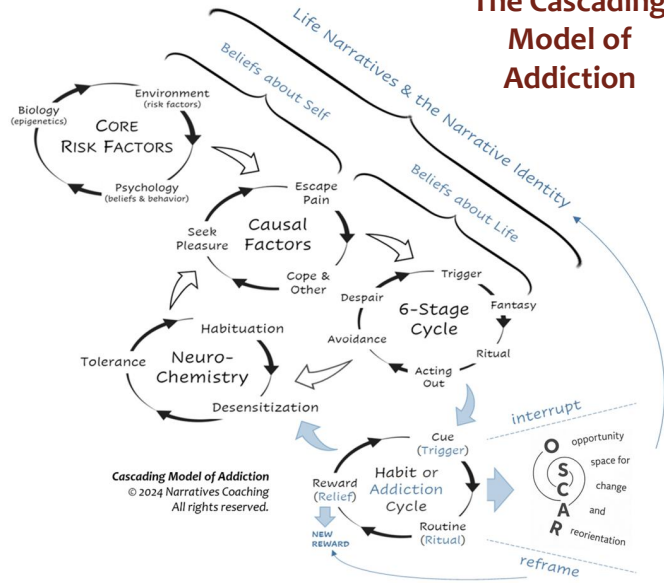 The Cascading
Model of
Addiction
Life Narratives & the Narrative Identity
Beliefs about Self
Beliefs about Life
Environment
(risk factors)
Biology
(epigenetics)
CORE
RISK FACTORS
Psychology
(beliefs & behavior)
Escape
Pain
Seek
Pleasure
Causal
Factors
Cope &
Other
Trigger
Despair
Fantasy
6-Stage
Cycle
Avoidance
Ritual
Acting
Out
Habituation
Tolerance
Neuro-
Chemistry
Desensitization
Cue
(Trigger)
Reward
(Relief)
Habit or
Addiction
Cycle
Routine
(Ritual)
NEW
REWARD
interrupt
O opportunity
S space for
C change
A and
R reorientation
reframe
Cascading Model of Addiction
© 2024 Narratives Coaching
All rights reserved.